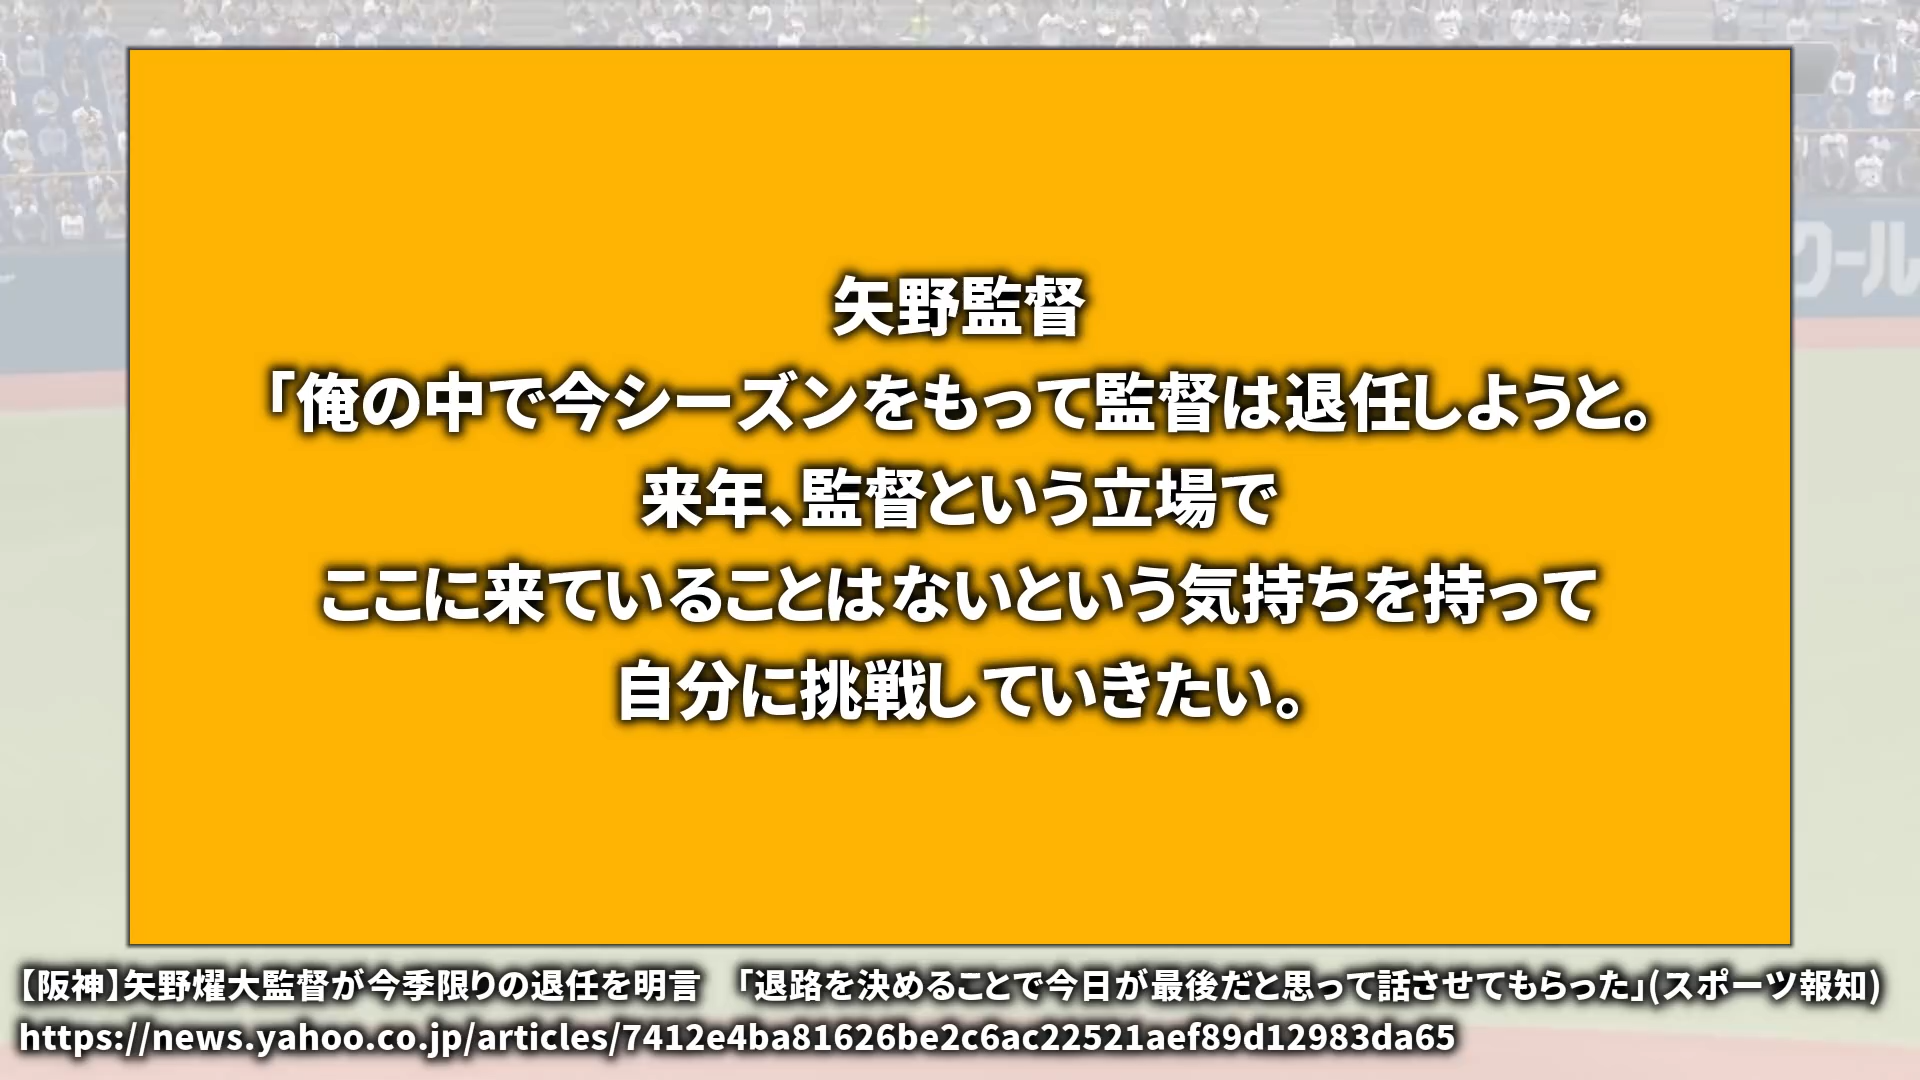 矢野監督
「俺の中で今シーズンをもって監督は退任しようと。
来年、監督という立場で
ここに来ていることはないという気持ちを持って
自分に挑戦していきたい。
クール
【阪神】矢野燿大監督が今季限りの退任を明言　「退路を決めることで今日が最後だと思って話させてもらった」(スポーツ報知)
https://news.yahoo.co.jp/articles/7412e4ba81626be2c6ac22521aef89d12983da65